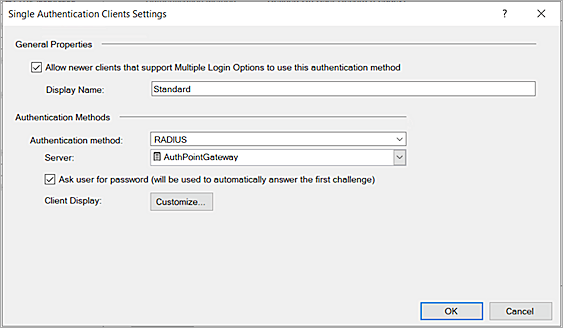 Single Authentication Clients Settings
General Properties
Allow newer clients that support Multiple Login Options to use this authentication method
Display Name: Standard
Authentication Methods
Authentication method: RADIUS
Server: AuthPointGateway
Ask user for password (will be used to automatically answer the first challenge)
Client Display: Customize...
OK Cancel